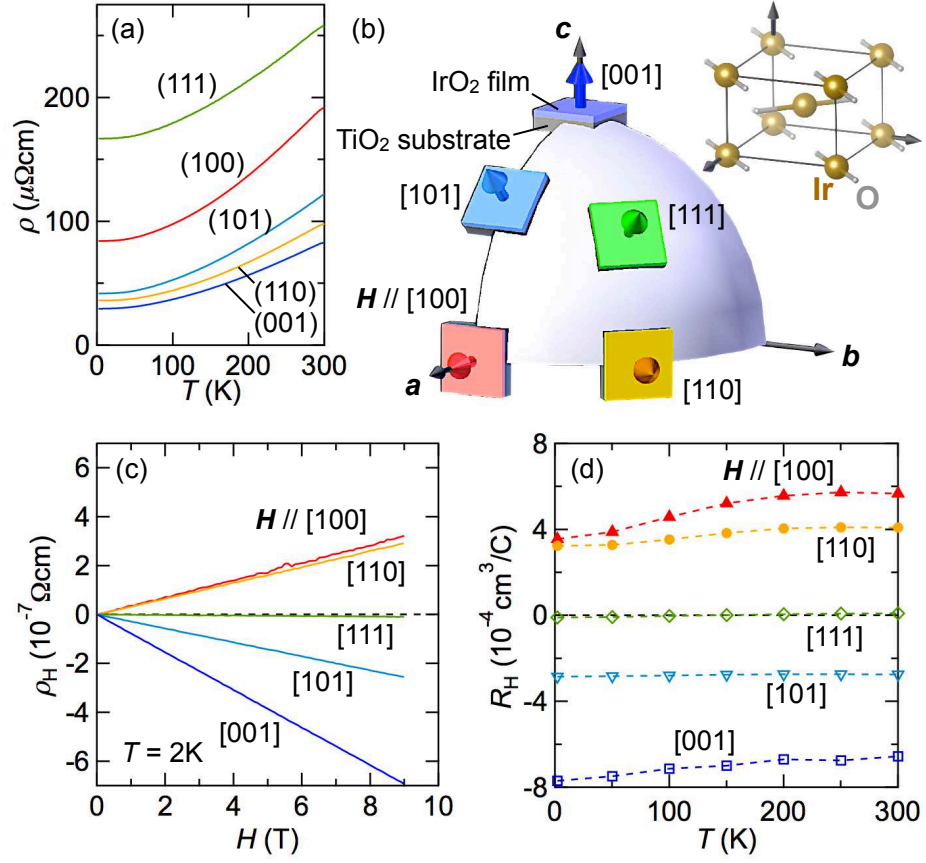 (a)
ρ (μΩcm)
200
100
0
(111)
(100)
(101)
(110)
(001)
0
100
200
300
T (K)
(b)
c
[001]
IrO₂ film
TiO₂ substrate
[101]
[111]
H // [100]
a
[110]
b
Ir
O
(c)
ρH (10⁻⁷ Ωcm)
6
4
2
0
-2
-4
-6
H // [100]
[110]
[111]
[101]
[001]
T = 2K
0
2
4
6
8
10
H (T)
(d)
RH (10⁻⁴ cm³/C)
8
4
0
-4
-8
H // [100]
[110]
[111]
[101]
[001]
0
100
200
300
T (K)